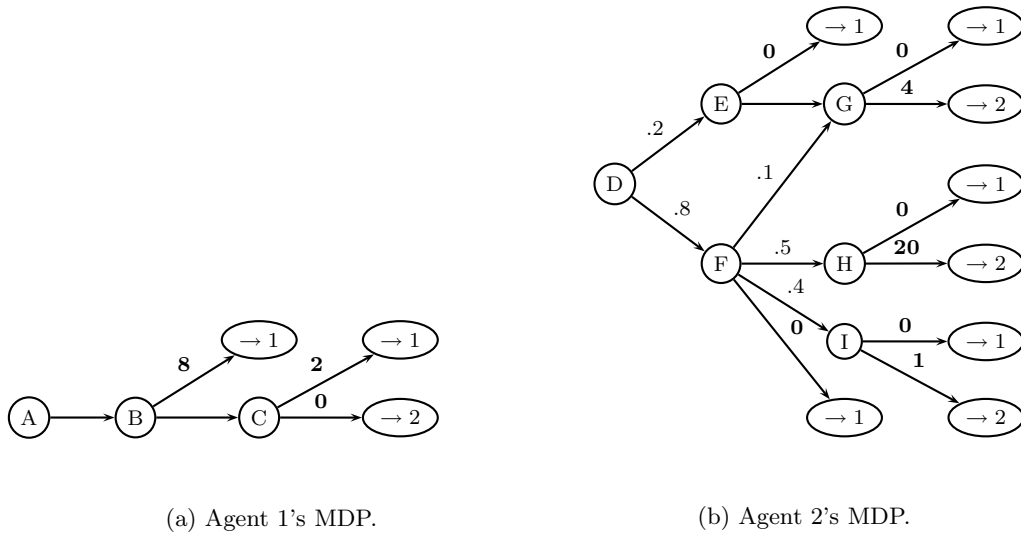 → 1
→ 1
0
0
E
G
4
→ 2
.2
.1
D
→ 1
.8
0
F
.5
H
20
→ 2
.4
0
0
→ 1
→ 1
→ 1
8
2
I
1
A
B
C
0
→ 2
→ 1
→ 2
(a) Agent 1's MDP.
(b) Agent 2's MDP.